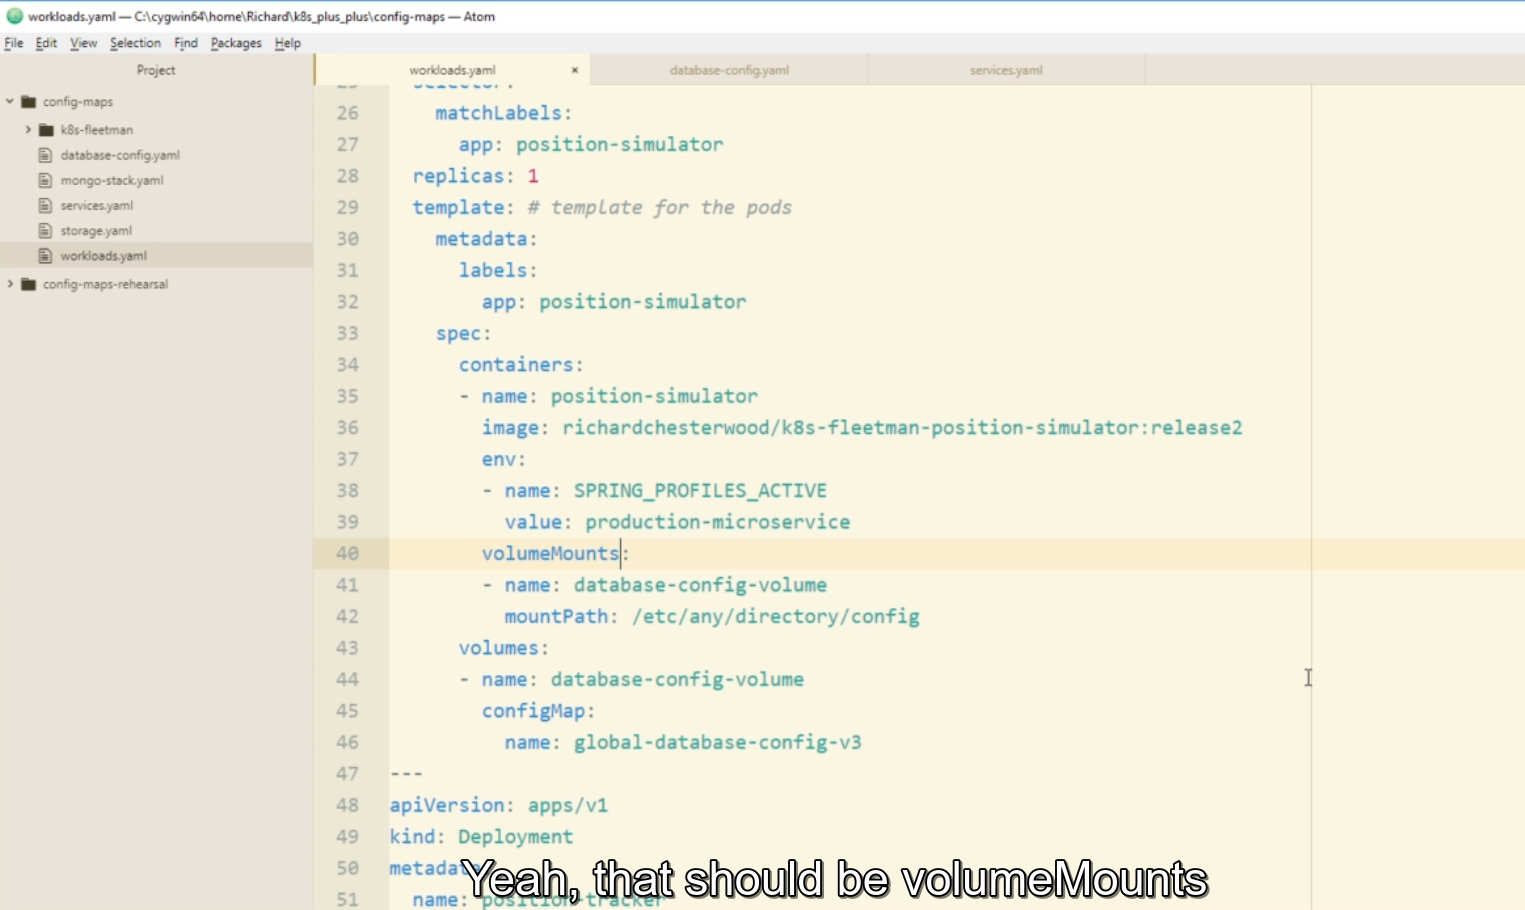 workloads.yaml — C:\cygwin64\home\Richard\k8s_plus_plus\config-maps — Atom
File Edit View Selection Find Packages Help
Project
config-maps
k8s-fleetman
database-config.yaml
mongo-stack.yaml
services.yaml
storage.yaml
workloads.yaml
config-maps-rehearsal
workloads.yaml × database-config.yaml services.yaml
25 selector:
26 matchLabels:
27 app: position-simulator
28 replicas: 1
29 template: # template for the pods
30 metadata:
31 labels:
32 app: position-simulator
33 spec:
34 containers:
35 - name: position-simulator
36 image: richardchesterwood/k8s-fleetman-position-simulator:release2
37 env:
38 - name: SPRING_PROFILES_ACTIVE
39 value: production-microservice
40 volumeMounts:
41 - name: database-config-volume
42 mountPath: /etc/any/directory/config
43 volumes:
44 - name: database-config-volume
45 configMap:
46 name: global-database-config-v3
47 ---
48 apiVersion: apps/v1
49 kind: Deployment
50 metadata
51 name: position-tracker
Yeah, that should be volumeMounts